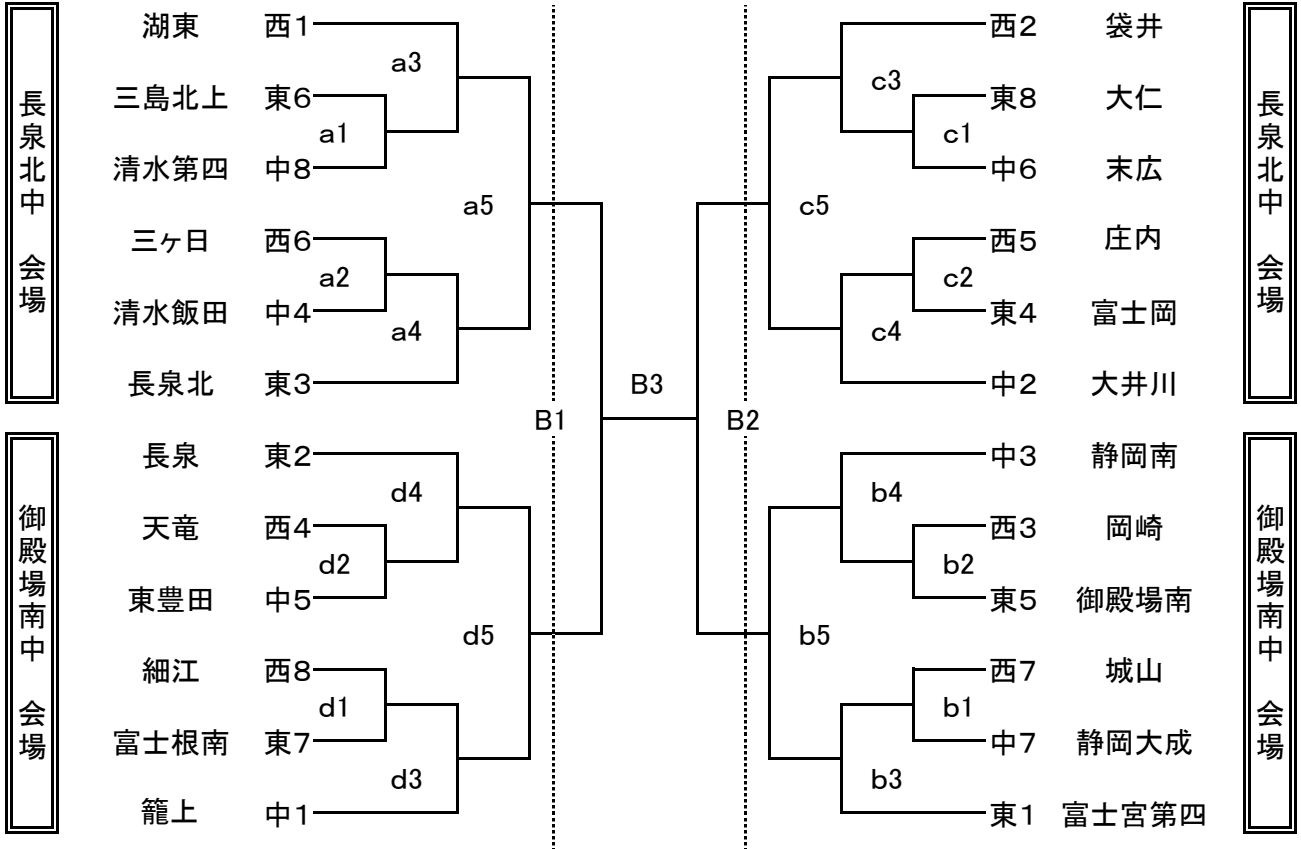 長泉北中　会場
湖東　西1
a3
三島北上　東6
a1
清水第四　中8
a5
三ヶ日　西6
a2
清水飯田　中4
a4
長泉北　東3
B1
御殿場南中　会場
長泉　東2
d4
天竜　西4
d2
東豊田　中5
d5
細江　西8
d1
富士根南　東7
d3
籠上　中1
B3
B2
西2　袋井
c3
東8　大仁
c1
中6　末広
c5
西5　庄内
c2
東4　富士岡
c4
中2　大井川
長泉北中　会場
中3　静岡南
b4
西3　岡崎
b2
東5　御殿場南
b5
西7　城山
b1
中7　静岡大成
b3
東1　富士宮第四
御殿場南中　会場